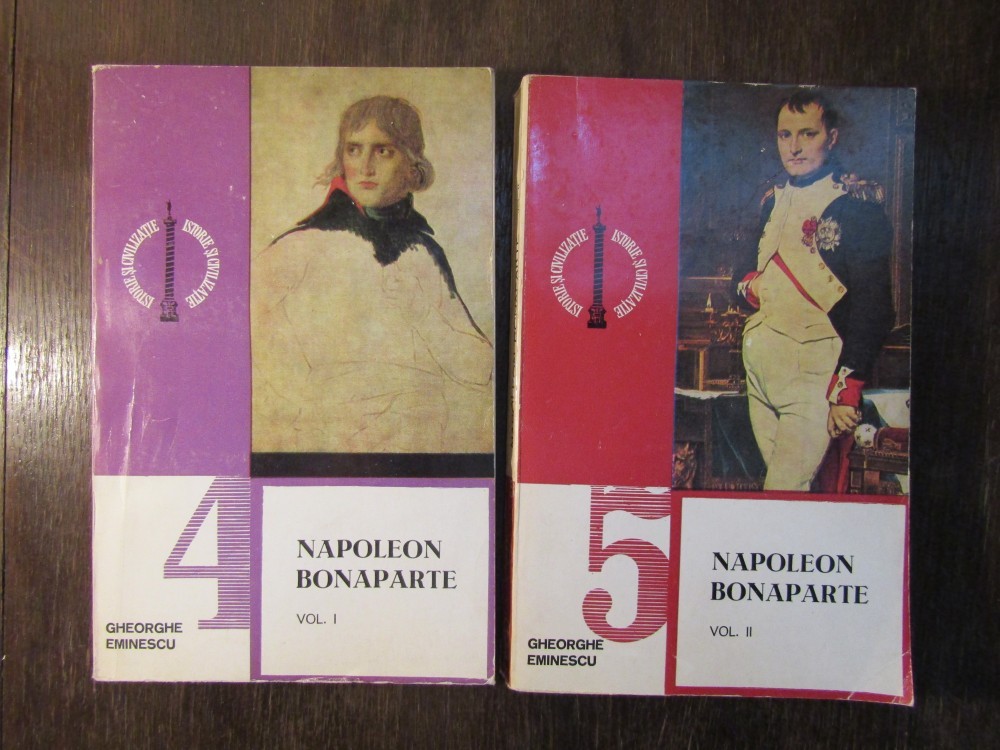 ISTORIE ȘI CIVILIZAȚIE
ISTORIE ȘI CIVILIZAȚIE
4
NAPOLEON
BONAPARTE
VOL. I
GHEORGHE
EMINESCU
ISTORIE ȘI CIVILIZAȚIE
ISTORIE ȘI CIVILIZAȚIE
5
NAPOLEON
BONAPARTE
VOL. II
GHEORGHE
EMINESCU